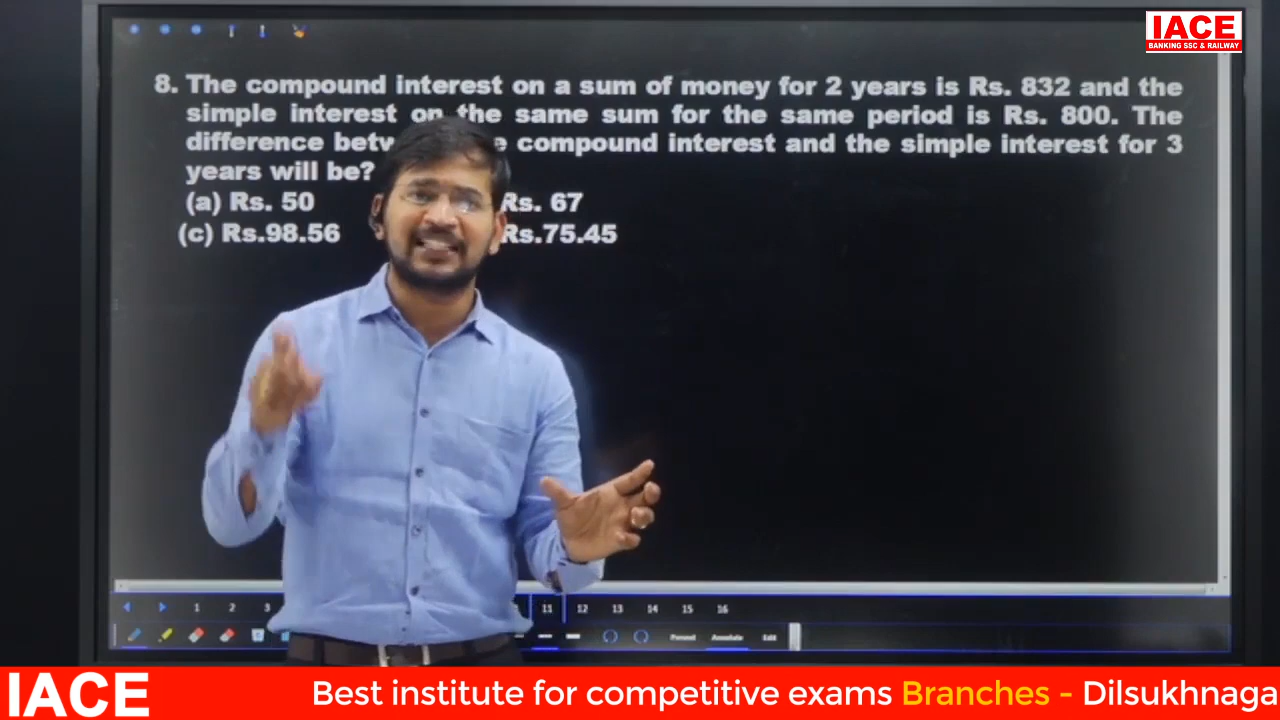 IACE
BANKING SSC & RAILWAY
8. The compound interest on a sum of money for 2 years is Rs. 832 and the
simple interest on the same sum for the same period is Rs. 800. The
difference compound interest and the simple interest for 3
years will be?
(a) Rs. 50 Rs. 67
(c) Rs.98.56 Rs.75.45
1 2 3 11 12 13 14 15 16
Annotate Edit
IACE Best institute for competitive exams Branches - Dilsukhnaga